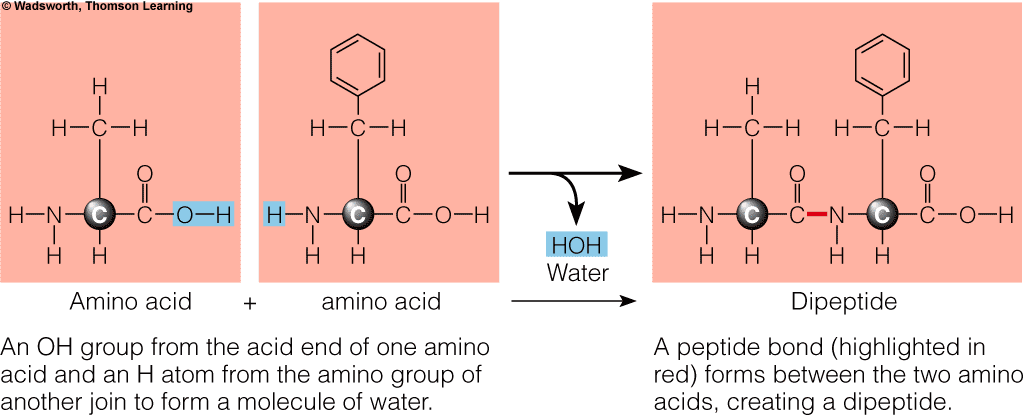 © Wadsworth, Thomson Learning
H
H C H
O
H N C C O H
H H
H C H
O
H N C C O H
H H
HOH
Water
H
H C H H C H
O O
H N C C N C C O H
H H H H
Amino acid + amino acid Dipeptide
An OH group from the acid end of one amino
acid and an H atom from the amino group of
another join to form a molecule of water.
A peptide bond (highlighted in
red) forms between the two amino
acids, creating a dipeptide.